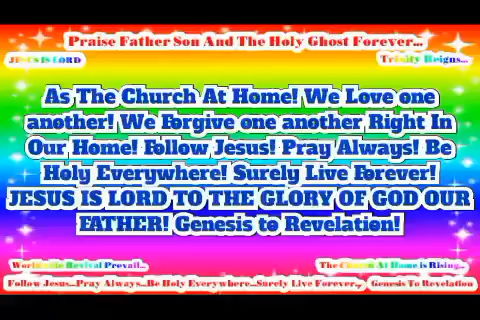 Praise Father Son And The Holy Ghost Forever...
JESUS IS LORD
Trinity Reigns...
As The Church At Home! We Love one
another! We Forgive one another Right In
Our Home! Follow Jesus! Pray Always! Be
Holy Everywhere! Surely Live Forever!
JESUS IS LORD TO THE GLORY OF GOD OUR
FATHER! Genesis to Revelation!
Worldwide Revival Prevail...
The Church At Home is Rising...
Follow Jesus...Pray Always...Be Holy Everywhere...Surely Live Forever...
Genesis To Revelation